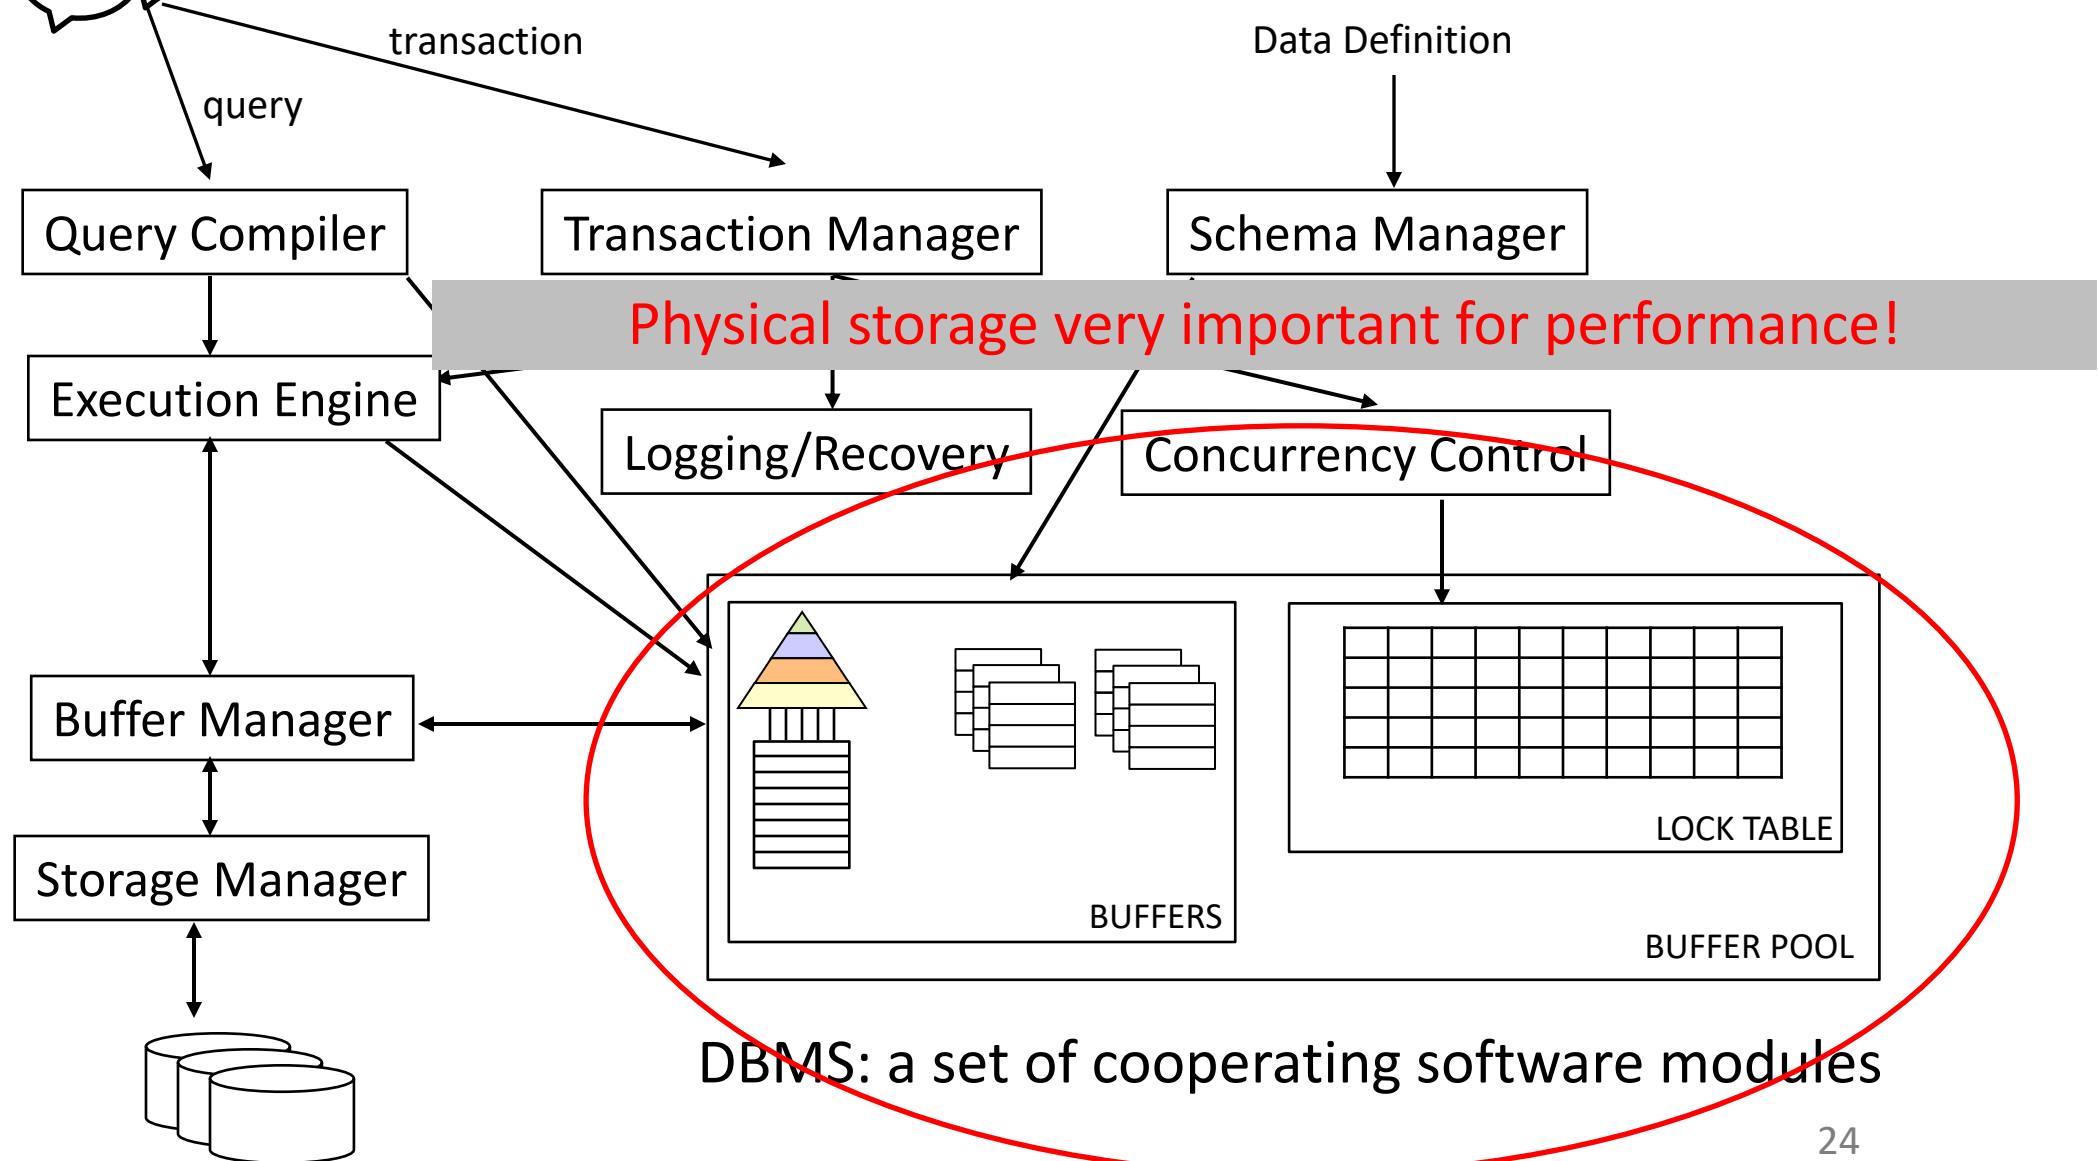 transaction
Data Definition
query
Query Compiler
Transaction Manager
Schema Manager
Physical storage very important for performance!
Execution Engine
Logging/Recovery
Concurrency Control
Buffer Manager
LOCK TABLE
Storage Manager
BUFFERS
BUFFER POOL
DBMS: a set of cooperating software modules
24